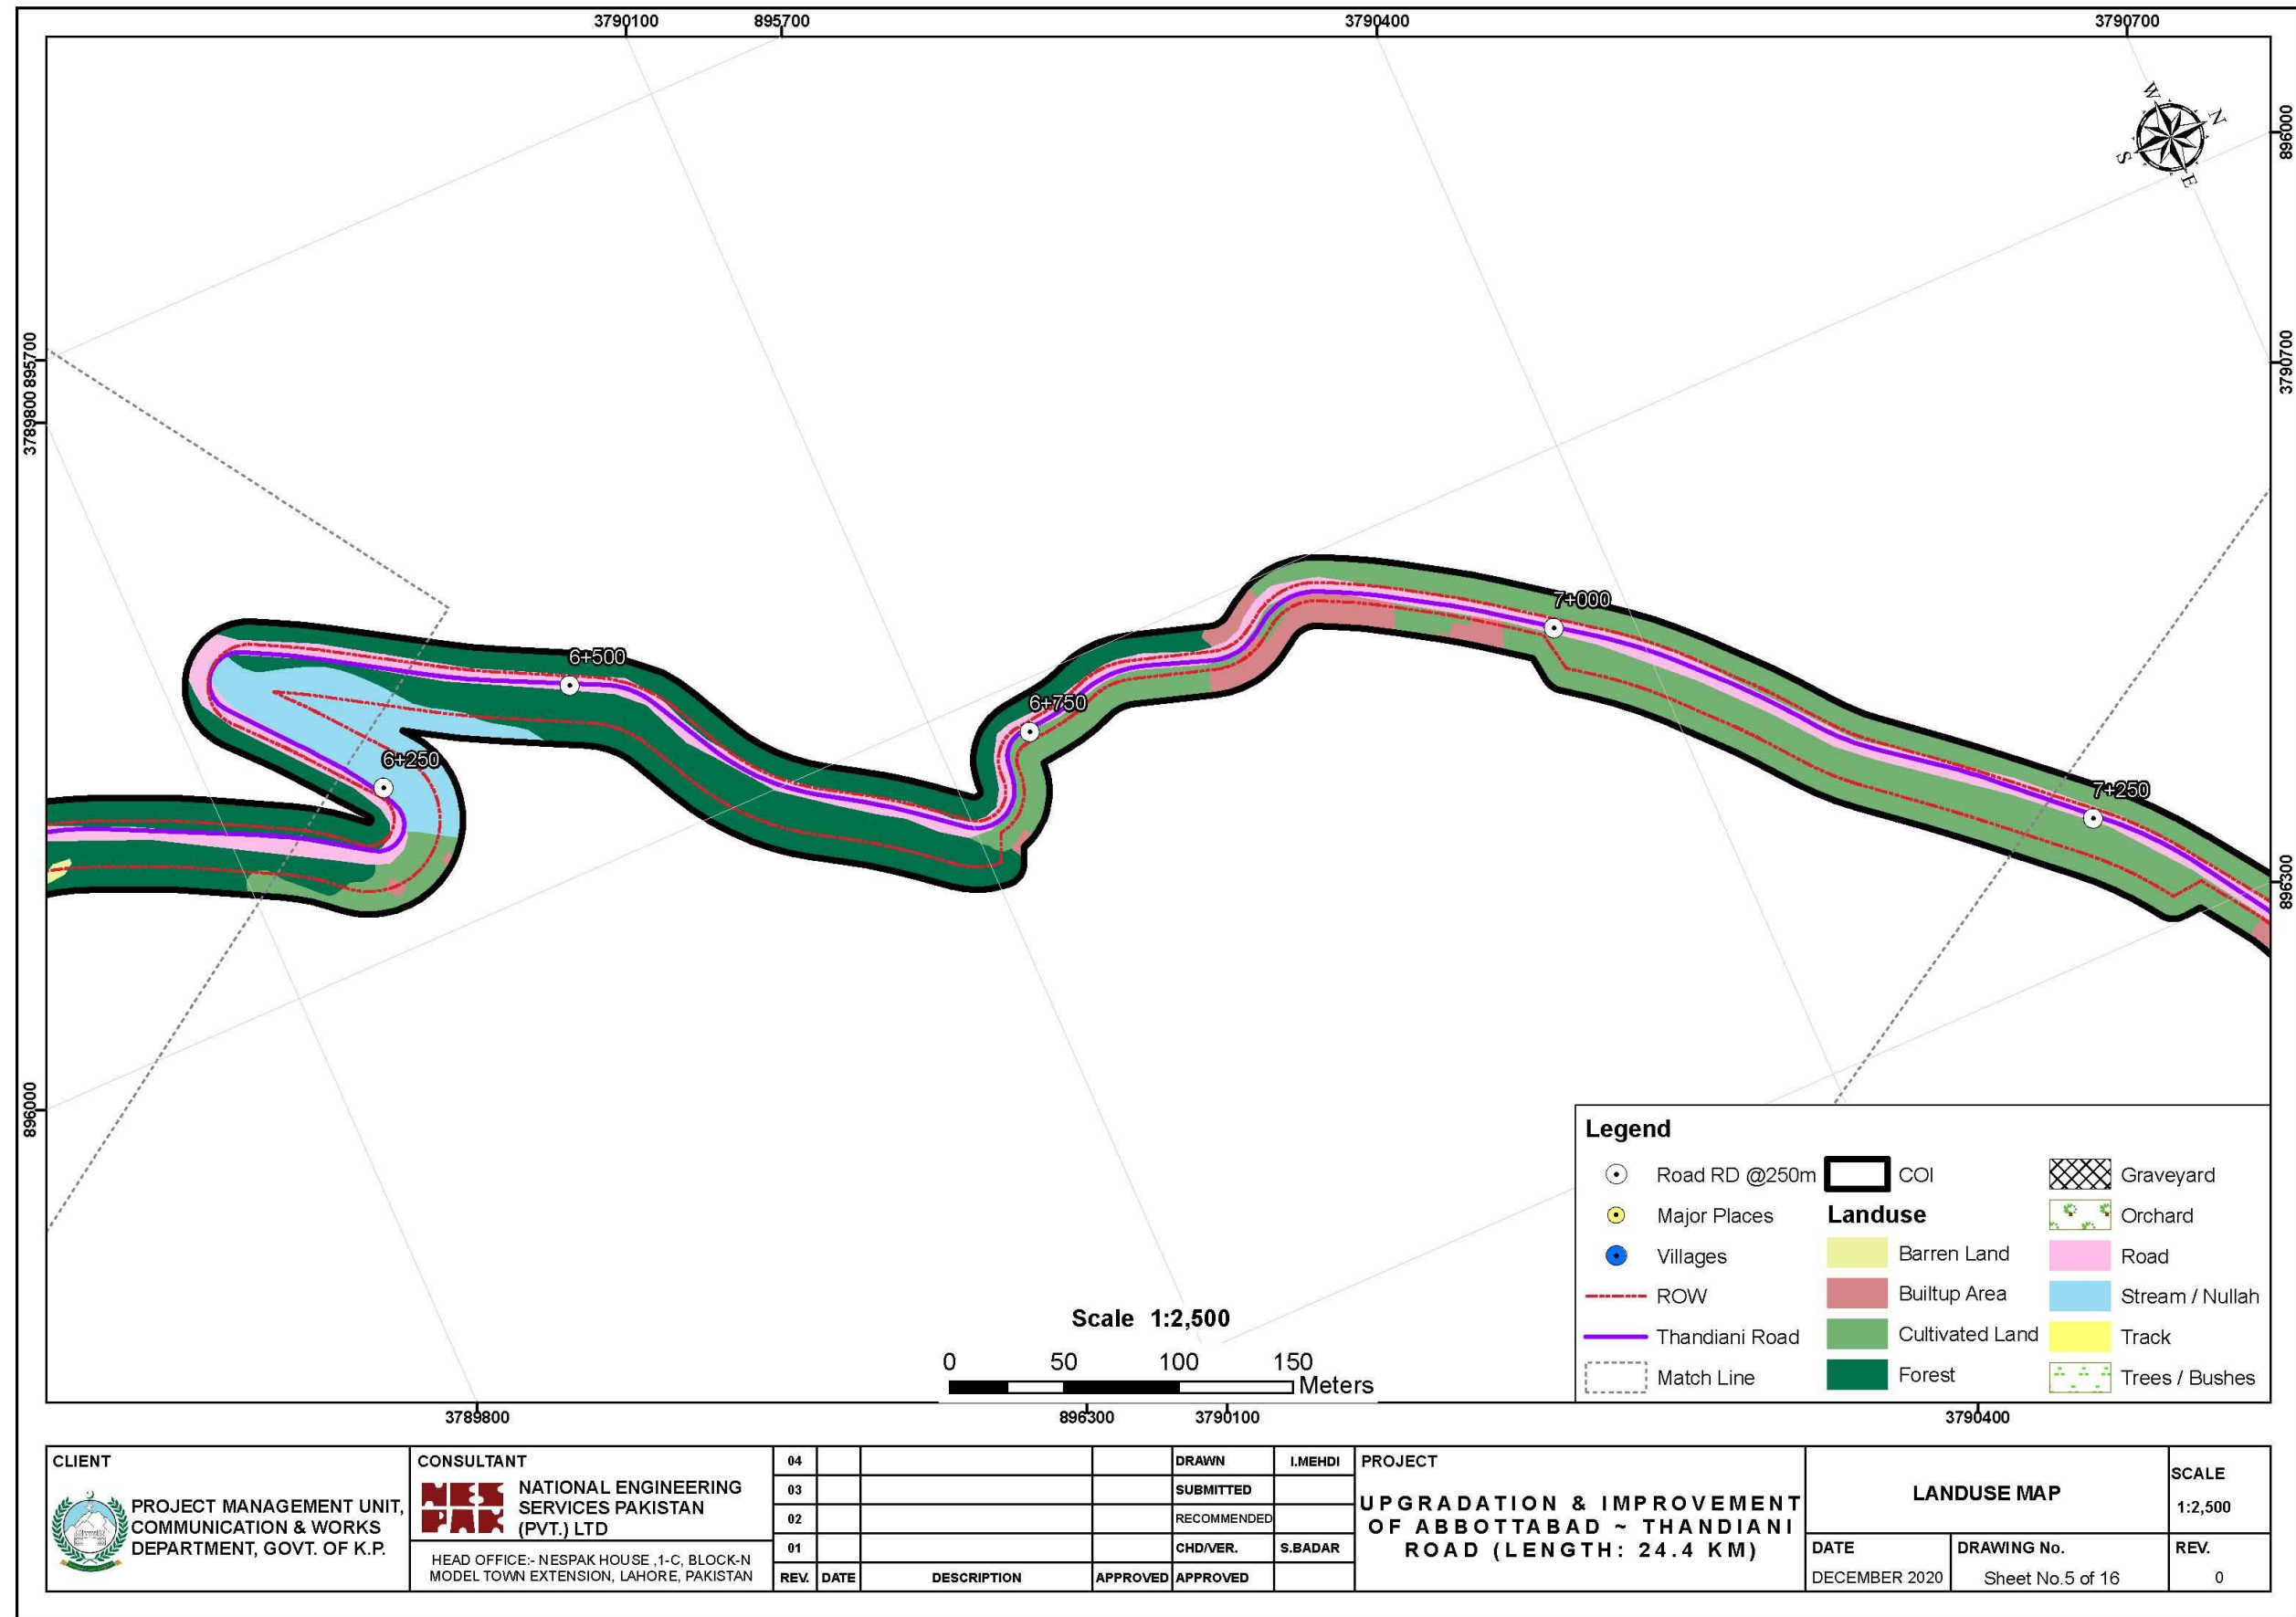 3790100 895700 3790400 3790700
896000
3790700
896300
895700
3789800
896000
W N
S E
6+500
7+000
6+750
6+250
7+250
Legend
Road RD @250m
Major Places
Villages
ROW
Thandiani Road
Match Line
COI
Landuse
Barren Land
Builtup Area
Cultivated Land
Forest
Graveyard
Orchard
Road
Stream / Nullah
Track
Trees / Bushes
Scale 1:2,500
0 50 100 150
Meters
3789800 896300 3790100 3790400
CLIENT
PROJECT MANAGEMENT UNIT,
COMMUNICATION & WORKS
DEPARTMENT, GOVT. OF K.P.
CONSULTANT
NES
PAK
NATIONAL ENGINEERING
SERVICES PAKISTAN
(PVT.) LTD
HEAD OFFICE:- NESPAK HOUSE ,1-C, BLOCK-N
MODEL TOWN EXTENSION, LAHORE, PAKISTAN
04 DRAWN I.MEHDI
03 SUBMITTED
02 RECOMMENDED
01 CHD/VER. S.BADAR
REV. DATE DESCRIPTION APPROVED APPROVED
PROJECT
UPGRADATION & IMPROVEMENT
OF ABBOTTABAD ~ THANDIANI
ROAD (LENGTH: 24.4 KM)
LANDUSE MAP
SCALE
1:2,500
DATE
DECEMBER 2020
DRAWING No.
Sheet No.5 of 16
REV.
0